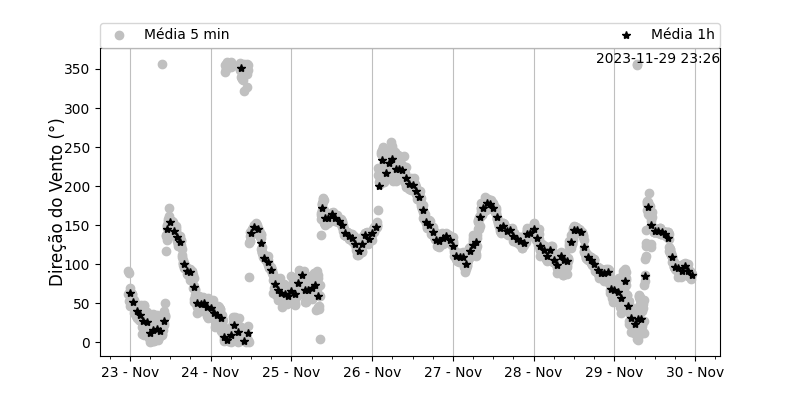 Média 5 min
Média 1h
2023-11-29 23:26
Direção do Vento (°)
350
300
250
200
150
100
50
0
23 - Nov
24 - Nov
25 - Nov
26 - Nov
27 - Nov
28 - Nov
29 - Nov
30 - Nov